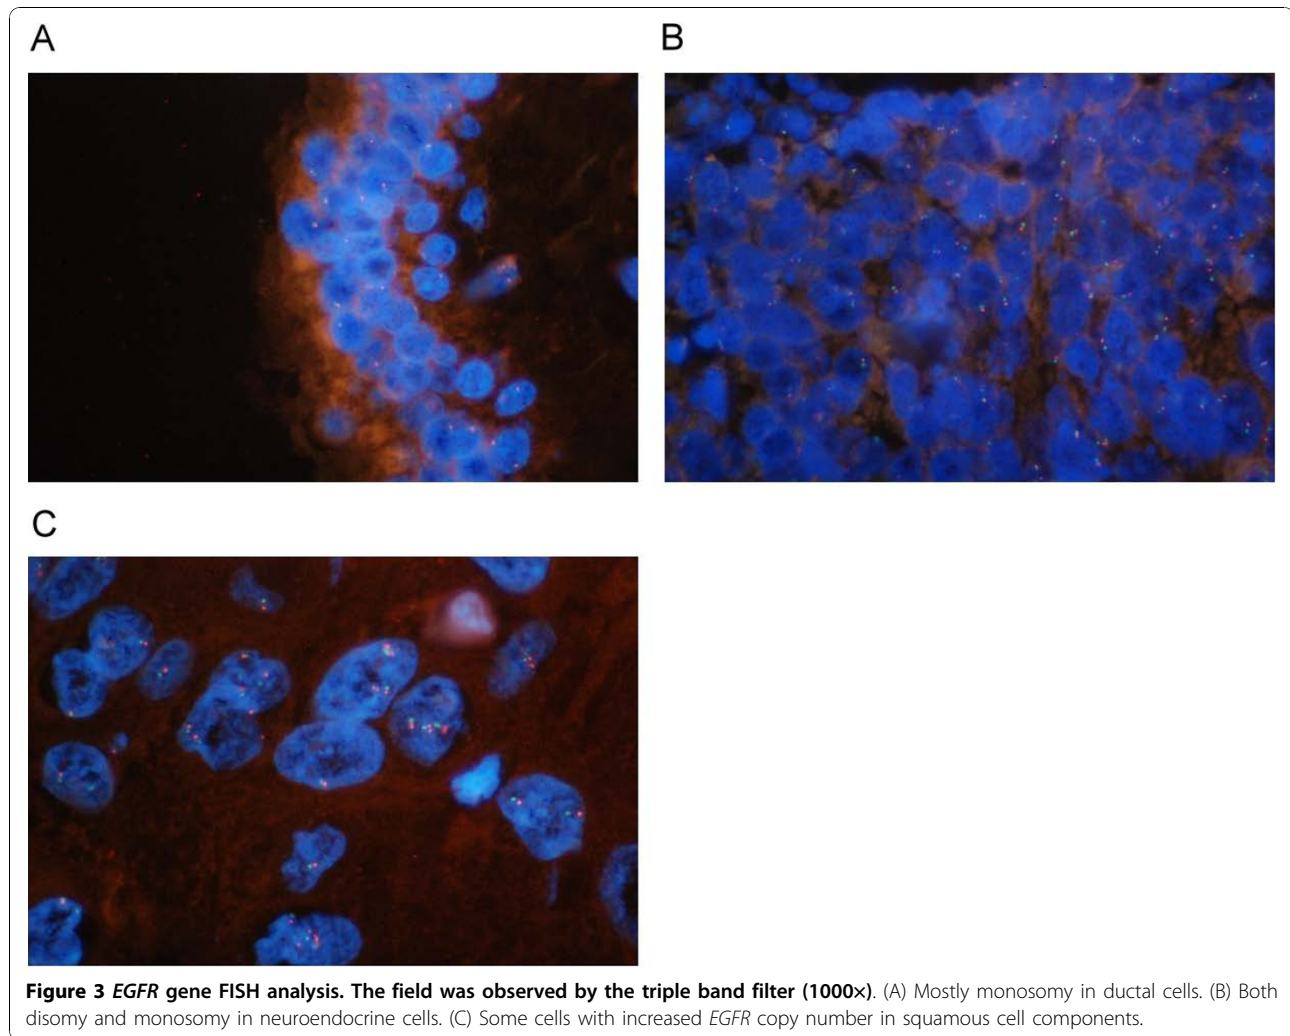 A
B
C
Figure 3 EGFR gene FISH analysis. The field was observed by the triple band filter (1000×). (A) Mostly monosomy in ductal cells. (B) Both
disomy and monosomy in neuroendocrine cells. (C) Some cells with increased EGFR copy number in squamous cell components.